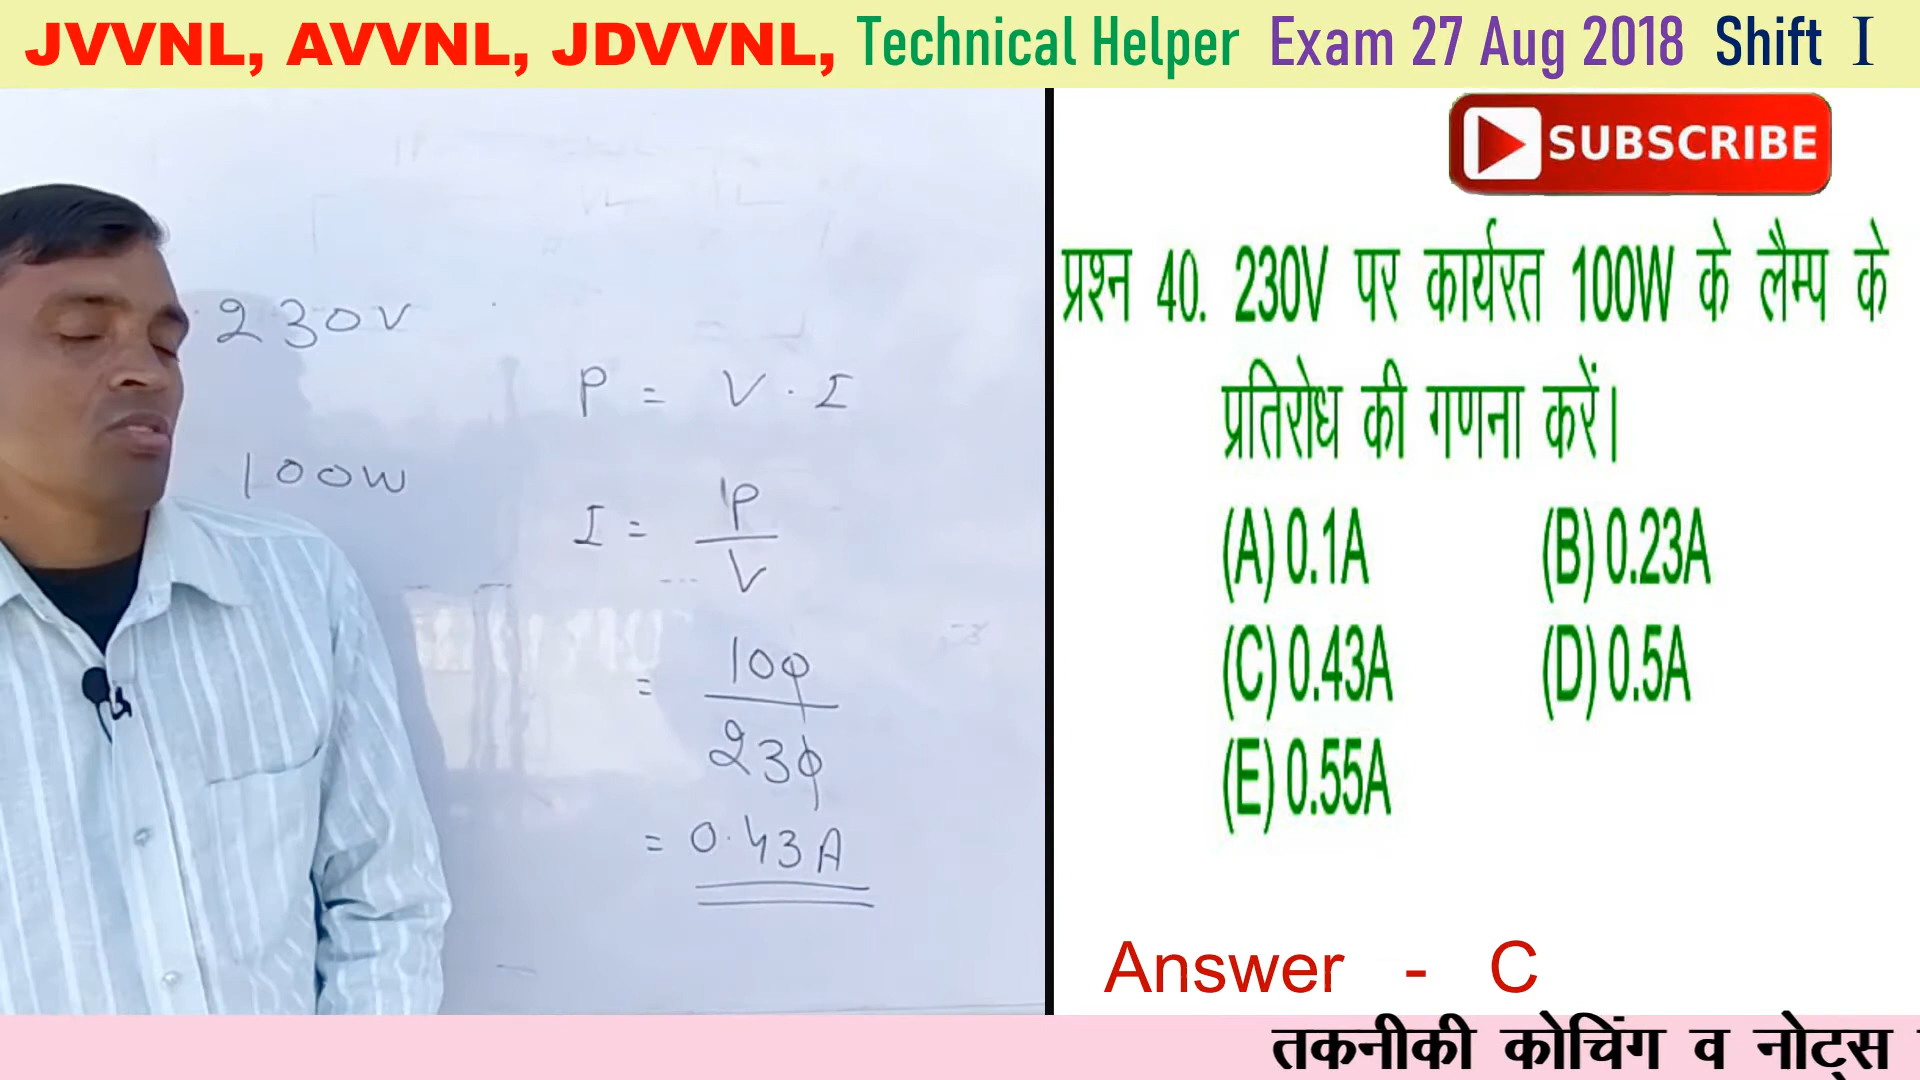 JVVNL, AVVNL, JDVVNL, Technical Helper Exam 27 Aug 2018 Shift I
230V
100W
P = V . I
I = P / V
= 100 / 230
= 0.43A
SUBSCRIBE
प्रश्न 40. 230V पर कार्यरत 100W के लैम्प के
प्रतिरोध की गणना करें।
(A) 0.1A (B) 0.23A
(C) 0.43A (D) 0.5A
(E) 0.55A
Answer - C
तकनीकी कोचिंग व नोट्स